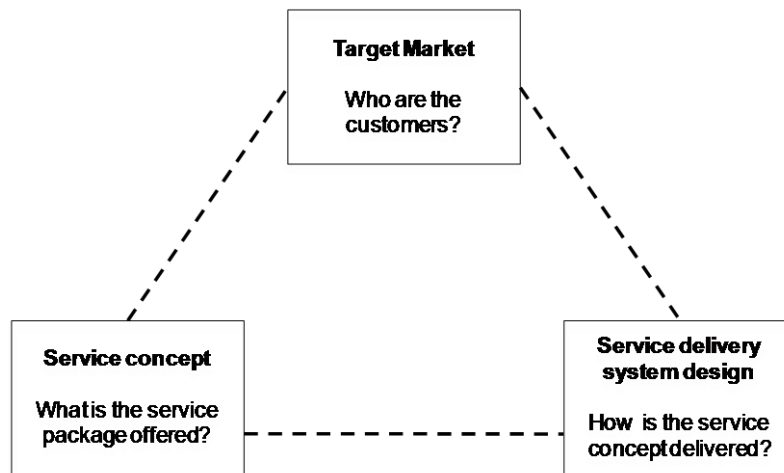 Target Market
Who are the
customers?
Service concept
What is the service
package offered?
Service delivery
system design
How is the service
concept delivered?